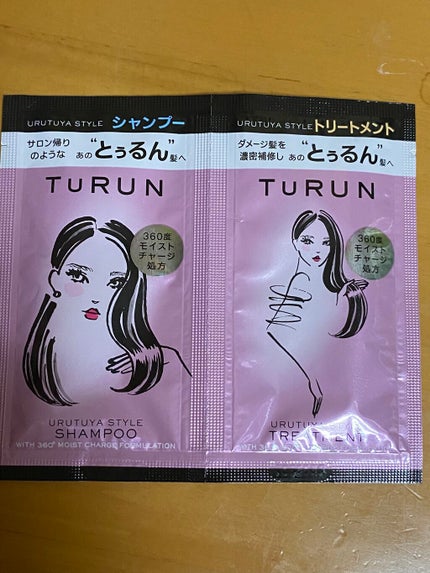 URUTUYA STYLE シャンプー
サロン帰り
のような あの“とぅるん”髪へ
TURUN
360度
モイスト
チャージ
処方
URUTUYA STYLE
SHAMPOO
WITH 360° MOIST CHARGE FORMULATION
URUTUYA STYLE トリートメント
ダメージ髪を
濃密補修し あの“とぅるん”髪へ
TURUN
360度
モイスト
チャージ
処方
TREATMENT